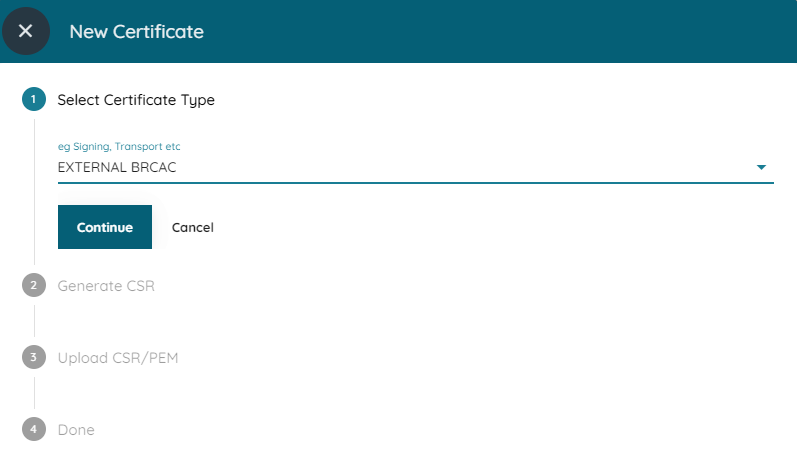 New Certificate
1 Select Certificate Type
eg Signing, Transport etc
EXTERNAL BRCAC
Continue Cancel
2 Generate CSR
3 Upload CSR/PEM
4 Done